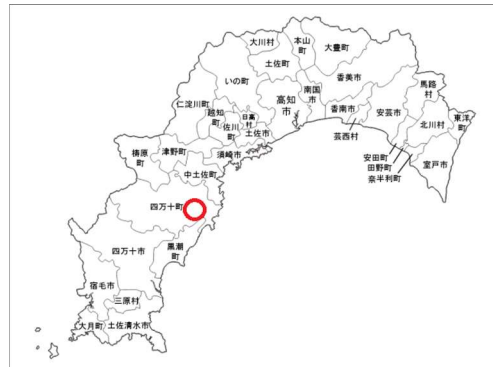 大川村
本山
町
大豊町
土佐町
いの町
香美市
馬路
村
仁淀川町
越知
町
日高
村
高知
市
南国
市
香南市
安芸市
北川村
東洋
町
佐川
町
土佐市
芸西村
梼原
町
津野町
須崎市
安田町
田野町
奈半利町
室戸市
中土佐町
四万十町
四万十市
黒潮
町
宿毛市
三原村
大月町
土佐清水市